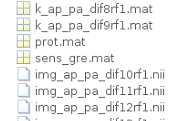 k_ap_pa_dif8rf1.mat
k_ap_pa_dif9rf1.mat
prot.mat
sens_gre.mat
img_ap_pa_dif10rf1.nii
img_ap_pa_dif11rf1.nii
img_ap_pa_dif12rf1.nii